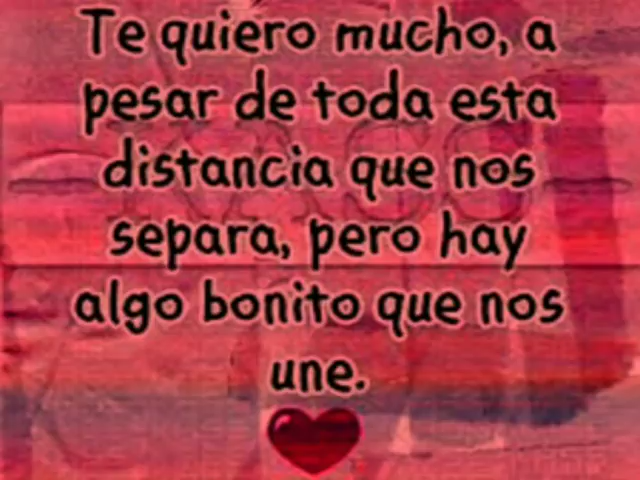 Te quiero mucho, a
pesar de toda esta
distancia que nos
separa, pero hay
algo bonito que nos
une.